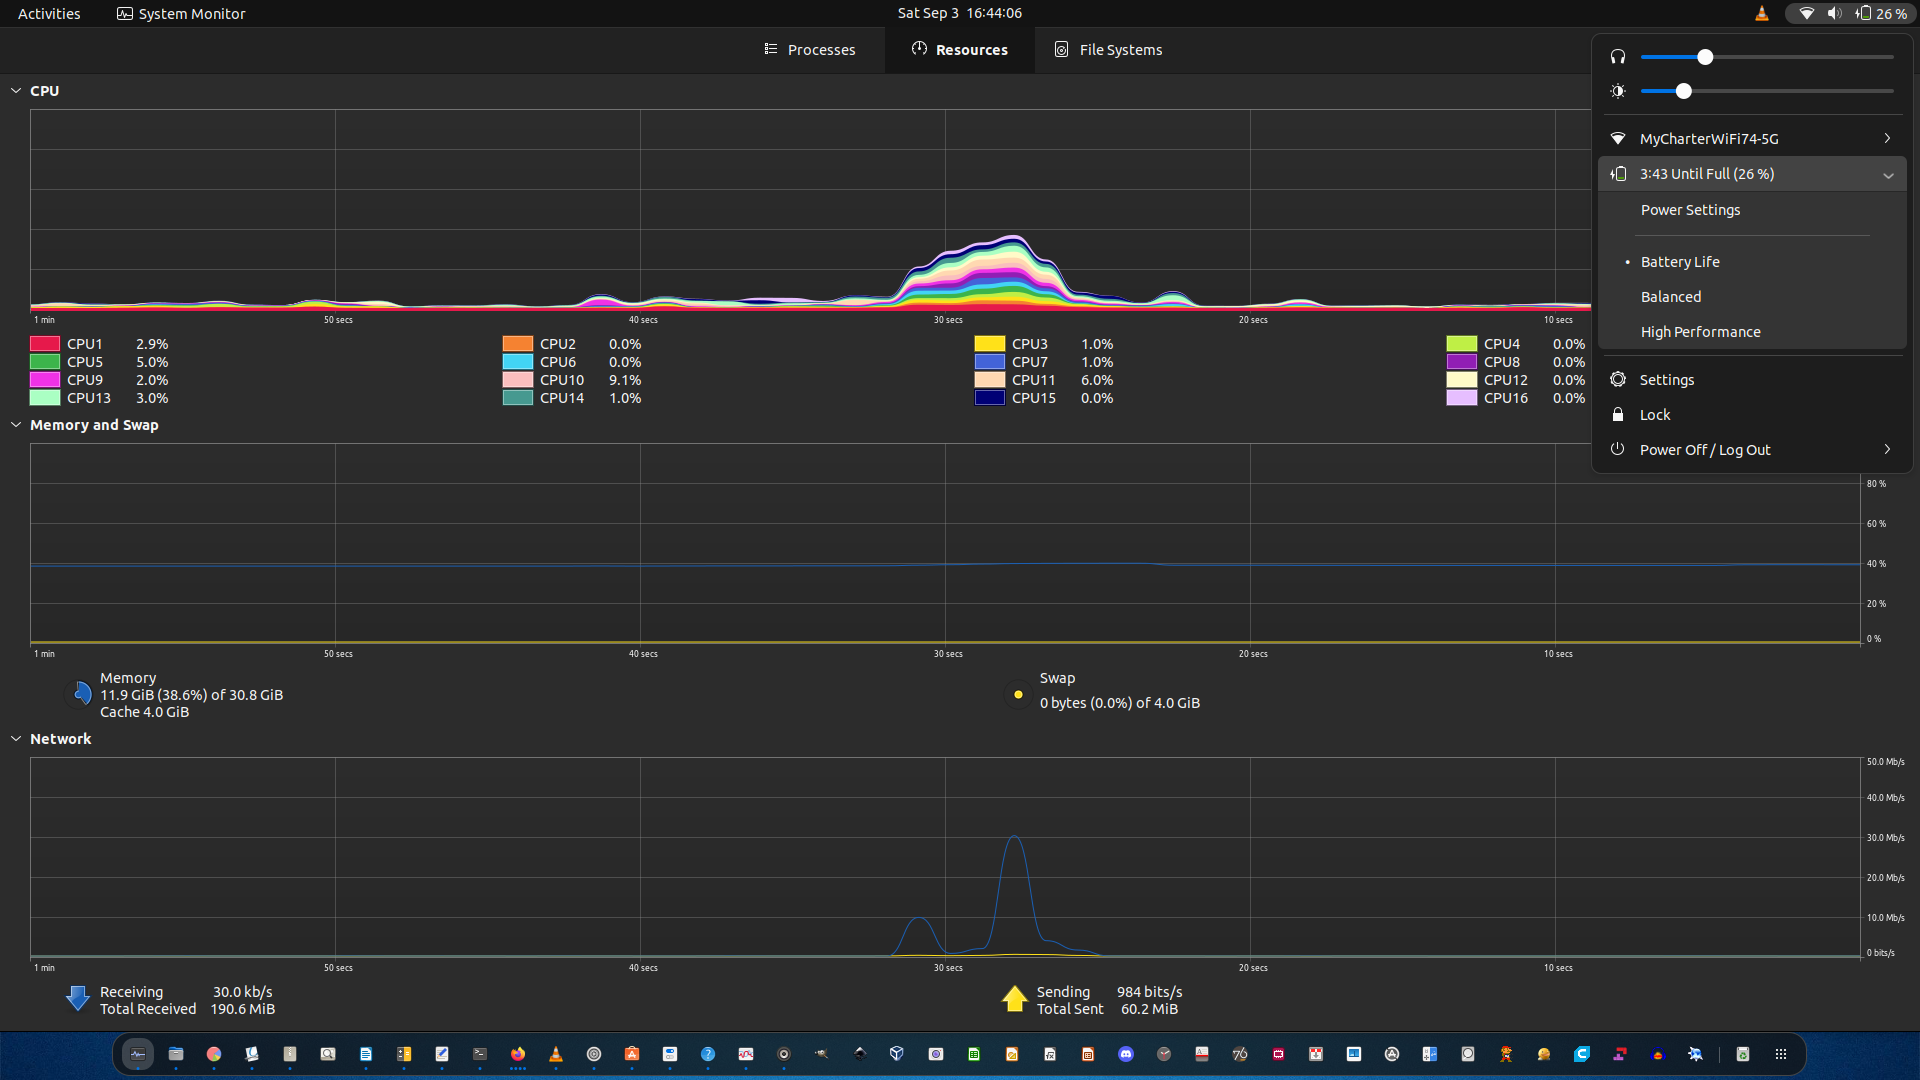 Activities
System Monitor
Sat Sep 3 16:44:06
26 %
Processes
Resources
File Systems
CPU
1 min
50 secs
40 secs
30 secs
20 secs
10 secs
CPU1 2.9%
CPU2 0.0%
CPU3 1.0%
CPU4 0.0%
CPU5 5.0%
CPU6 0.0%
CPU7 1.0%
CPU8 0.0%
CPU9 2.0%
CPU10 9.1%
CPU11 6.0%
CPU12 0.0%
CPU13 3.0%
CPU14 1.0%
CPU15 0.0%
CPU16 0.0%
MyCharterWiFi74-5G
3:43 Until Full (26 %)
Power Settings
Battery Life
Balanced
High Performance
Settings
Lock
Power Off / Log Out
Memory and Swap
80 %
60 %
40 %
20 %
0 %
1 min
50 secs
40 secs
30 secs
20 secs
10 secs
Memory
11.9 GiB (38.6%) of 30.8 GiB
Cache 4.0 GiB
Swap
0 bytes (0.0%) of 4.0 GiB
Network
50.0 Mb/s
40.0 Mb/s
30.0 Mb/s
20.0 Mb/s
10.0 Mb/s
0 bits/s
1 min
50 secs
40 secs
30 secs
20 secs
10 secs
Receiving 30.0 kb/s
Total Received 190.6 MiB
Sending 984 bits/s
Total Sent 60.2 MiB
76